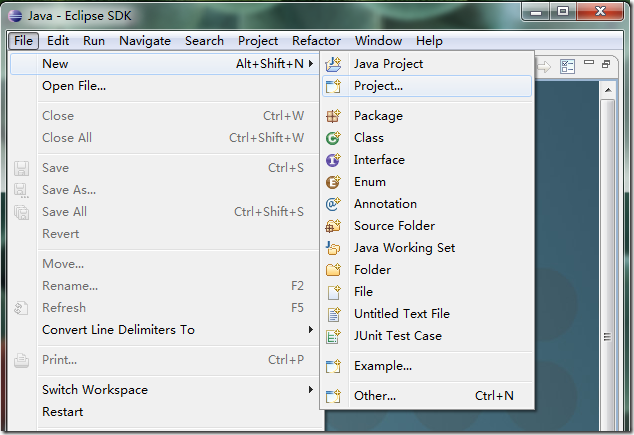 Java - Eclipse SDK
File Edit Run Navigate Search Project Refactor Window Help
New Alt+Shift+N
Open File...
Close Ctrl+W
Close All Ctrl+Shift+W
Save Ctrl+S
Save As...
Save All Ctrl+Shift+S
Revert
Move...
Rename... F2
Refresh F5
Convert Line Delimiters To
Print... Ctrl+P
Switch Workspace
Restart
Java Project
Project...
Package
Class
Interface
Enum
Annotation
Source Folder
Java Working Set
Folder
File
Untitled Text File
JUnit Test Case
Example...
Other... Ctrl+N